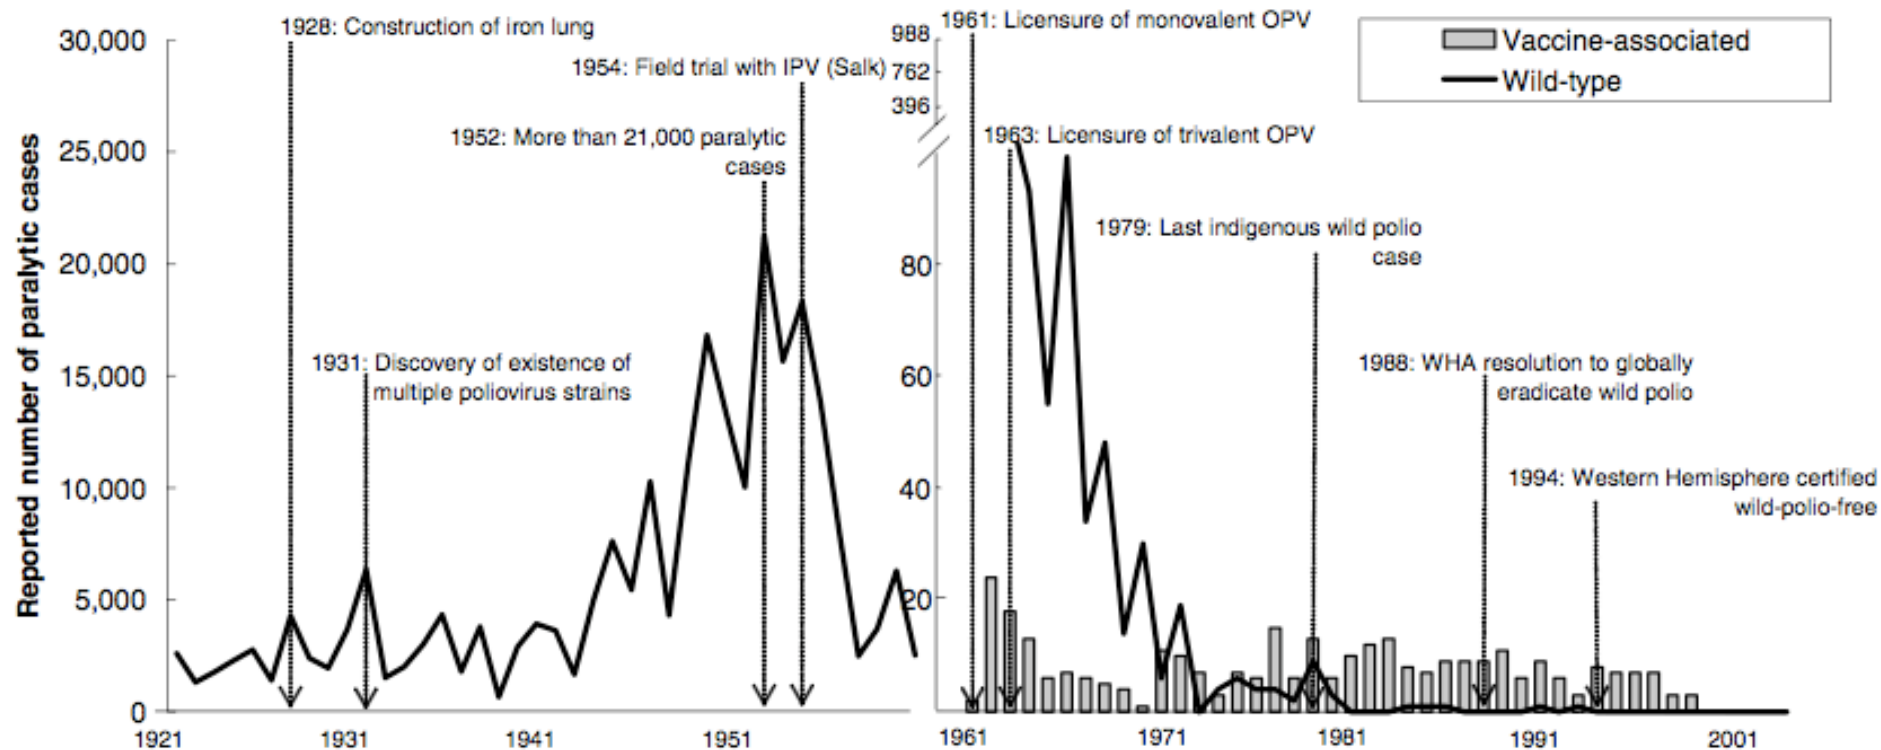 1928: Construction of iron lung
1961: Licensure of monovalent OPV
Vaccine-associated
Wild-type
30,000
988
1954: Field trial with IPV (Salk)
762
396
1952: More than 21,000 paralytic
cases
1963: Licensure of trivalent OPV
25,000
1979: Last indigenous wild polio
case
20,000
80
1931: Discovery of existence of
multiple poliovirus strains
1988: WHA resolution to globally
eradicate wild polio
15,000
60
1994: Western Hemisphere certified
wild-polio-free
10,000
40
5,000
20
0
Reported number of paralytic cases
1921
1931
1941
1951
1961
1971
1981
1991
2001